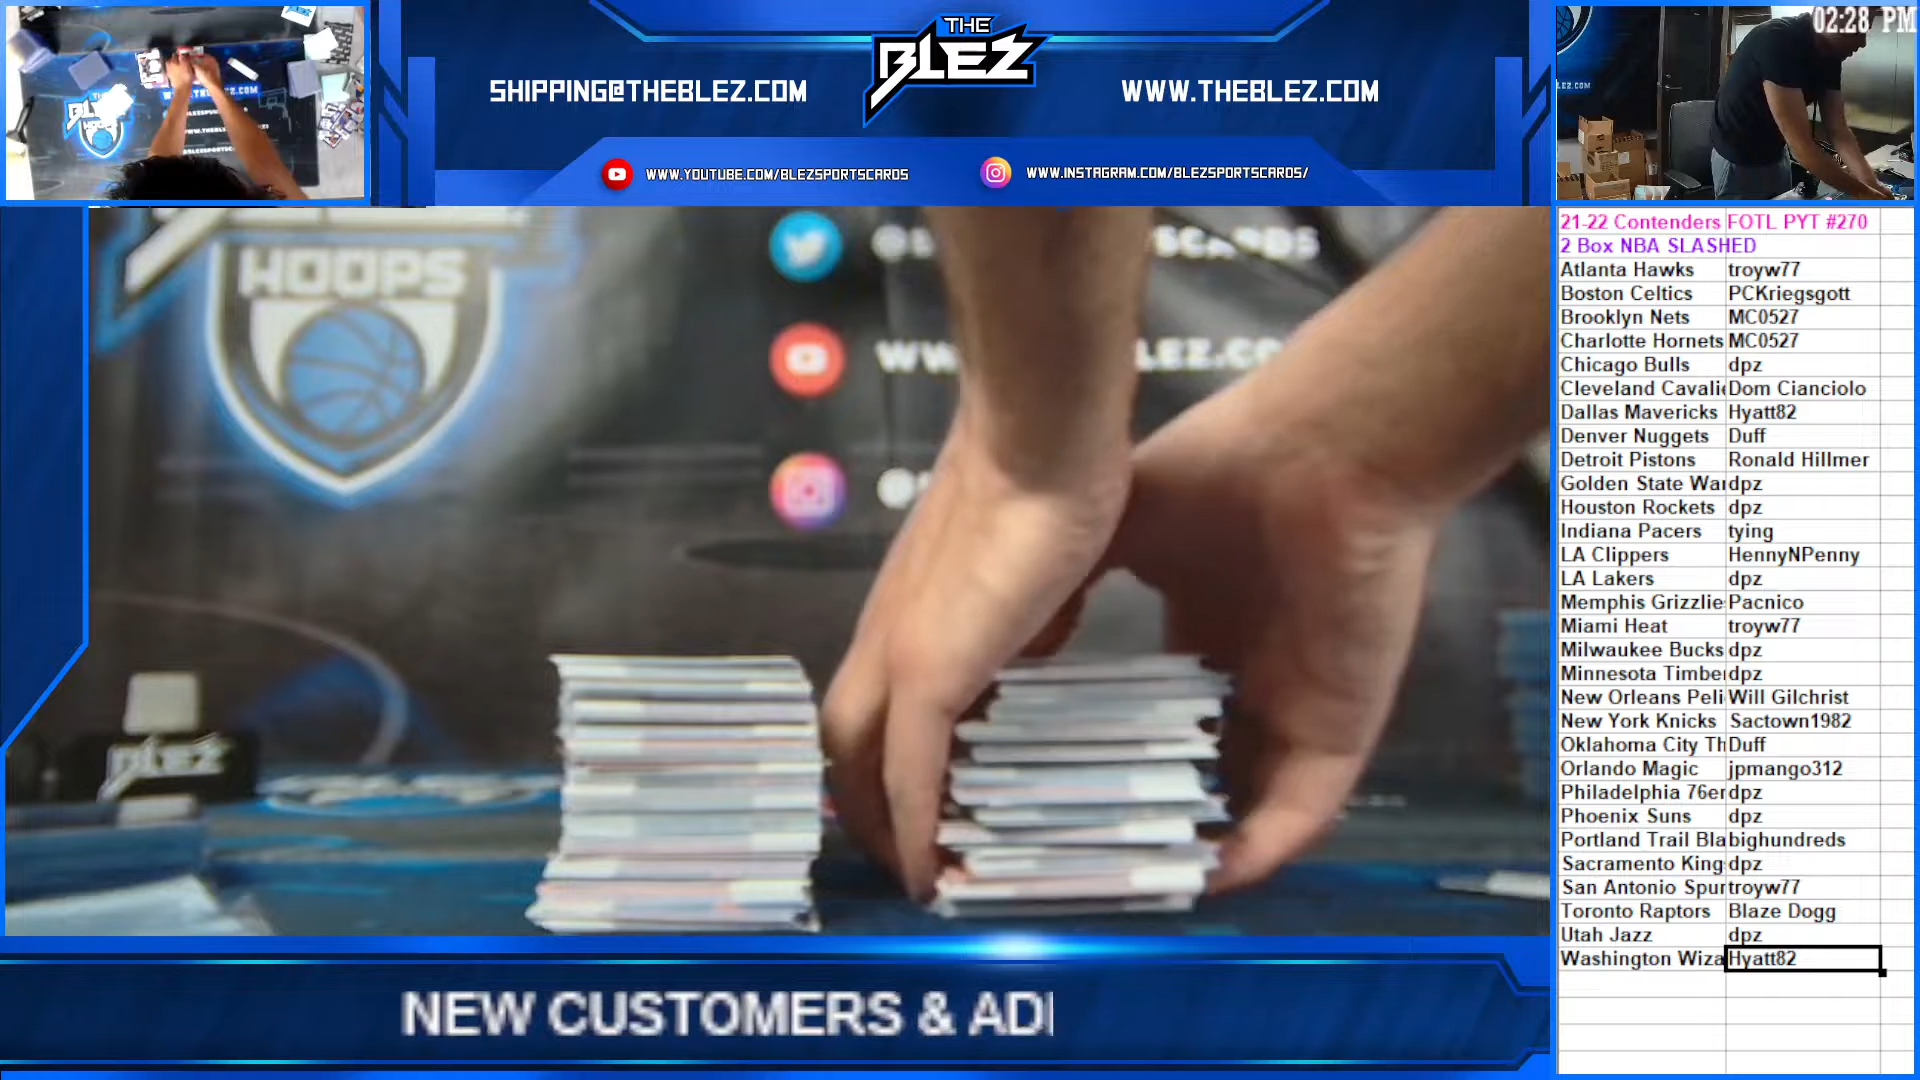 02:28 PM
THE
BLEZ
SHIPPING@THEBLEZ.COM
WWW.THEBLEZ.COM
WWW.YOUTUBE.COM/BLEZSPORTSCARDS
WWW.INSTAGRAM.COM/BLEZSPORTSCARDS/
HOOPS
BLEZ
21-22 Contenders FOTL PYT #270
2 Box NBA SLASHED
Atlanta Hawks troyw77
Boston Celtics PCKriegsgott
Brooklyn Nets MC0527
Charlotte Hornets MC0527
Chicago Bulls dpz
Cleveland Cavali Dom Cianciolo
Dallas Mavericks Hyatt82
Denver Nuggets Duff
Detroit Pistons Ronald Hillmer
Golden State War dpz
Houston Rockets dpz
Indiana Pacers tying
LA Clippers HennyNPenny
LA Lakers dpz
Memphis Grizzlie Pacnico
Miami Heat troyw77
Milwaukee Bucks dpz
Minnesota Timbe dpz
New Orleans Peli Will Gilchrist
New York Knicks Sactown1982
Oklahoma City Th Duff
Orlando Magic jpmango312
Philadelphia 76er dpz
Phoenix Suns dpz
Portland Trail Bla bighundreds
Sacramento King dpz
San Antonio Spur troyw77
Toronto Raptors Blaze Dogg
Utah Jazz dpz
Washington Wiza Hyatt82
NEW CUSTOMERS & AD